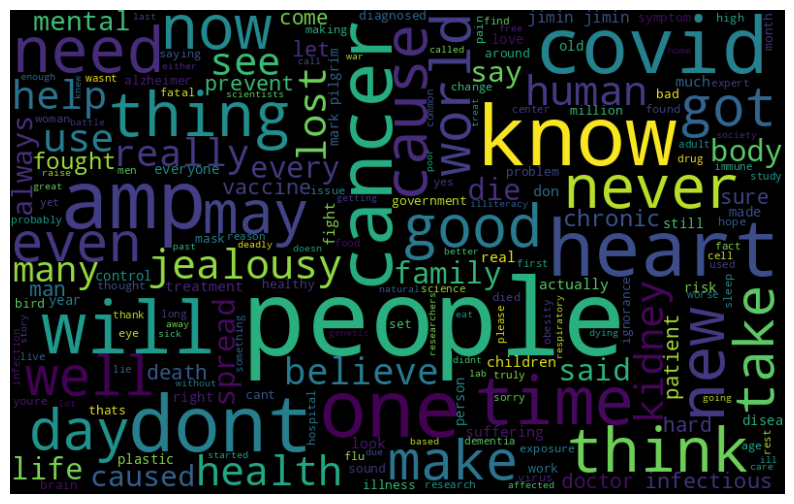 mental
come
diagnosed
find
high
month
last
free
making
saying
either
jimin jimin
symptom
need
now
see
let
pain
love
old
covid
because
wasnt
enough
call
called
war
home
help
thing
alzheimer
fatal
scientists
prevent
lost
mark pilgrim
cancer
cause
world
say
around
change
much
expert
human
million
bad
found
got
use
woman
battle
common
treat
poor
center
know
adult
drug
society
body
always
fought
really
every
everyone
vaccine
issue
fight
government
yes
illiteracy
die
don
problem
immune
study
raise
men
great
probably
yet
amp
may
mask
reason
deadly
doesn
getting
never
sure
chronic
still
made
hope
even
past
thought
food
good
better
first
real
fact
cell
used
heart
many
jealousy
control
treatment
healthy
natural
science
family
actually
risk
worse
sleep
man
bird
year
long
thank
away
sick
eye
died
researchers
eat
set
genetic
please
dying
obesity
respiratory
ignorance
patient
kidney
new
take
will
people
something
story
infection
live
lie
death
without
spread
right
cant
believe
didnt
lab
truly
children
said
person
sorry
going
disea
well
youre
lot
thats
one
time
hard
age
rest
ill
day
dont
hospital
look
suffering
dementia
exposure
think
life
plastic
started
flu
due
sound
make
based
work
doctor
infectious
care
brain
caused
health
illness
research
virus
affected